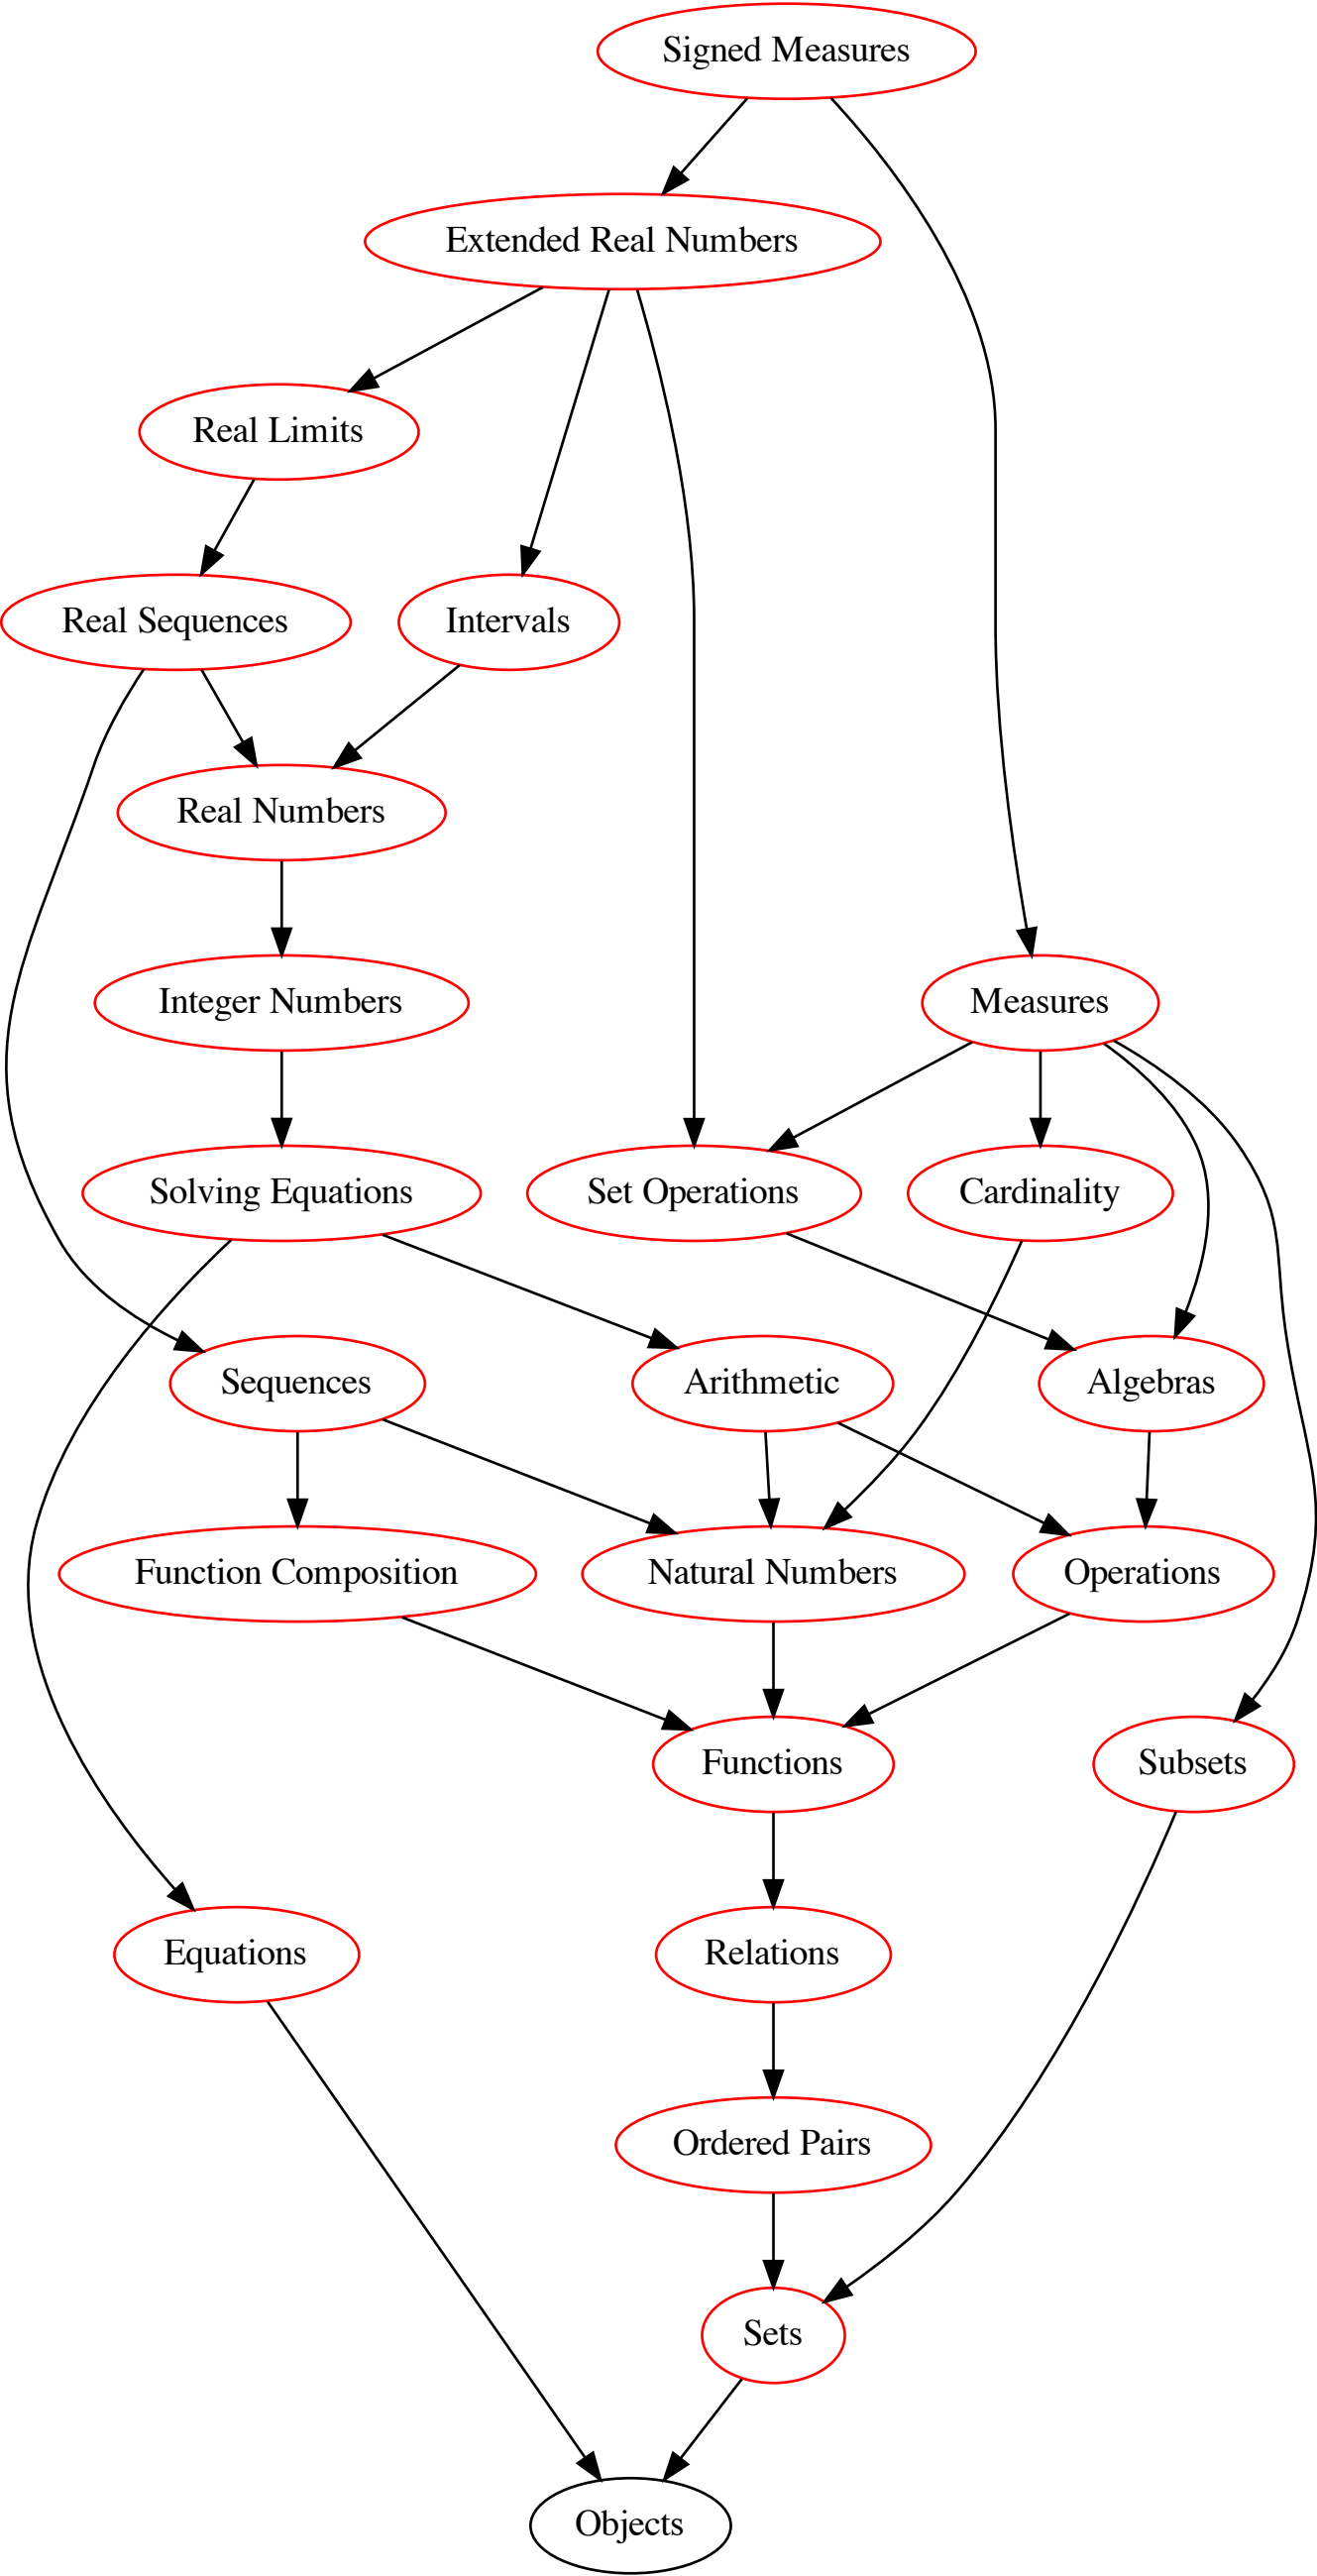 Signed Measures
Extended Real Numbers
Real Limits
Real Sequences
Intervals
Real Numbers
Integer Numbers
Measures
Solving Equations
Set Operations
Cardinality
Sequences
Arithmetic
Algebras
Function Composition
Natural Numbers
Operations
Functions
Subsets
Equations
Relations
Ordered Pairs
Sets
Objects